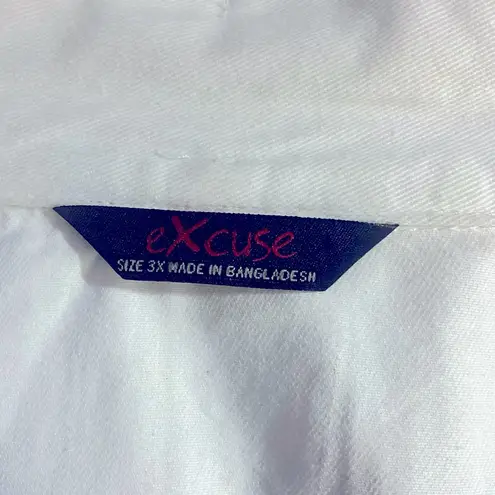 eXcuse
SIZE 3X MADE IN BANGLADESH